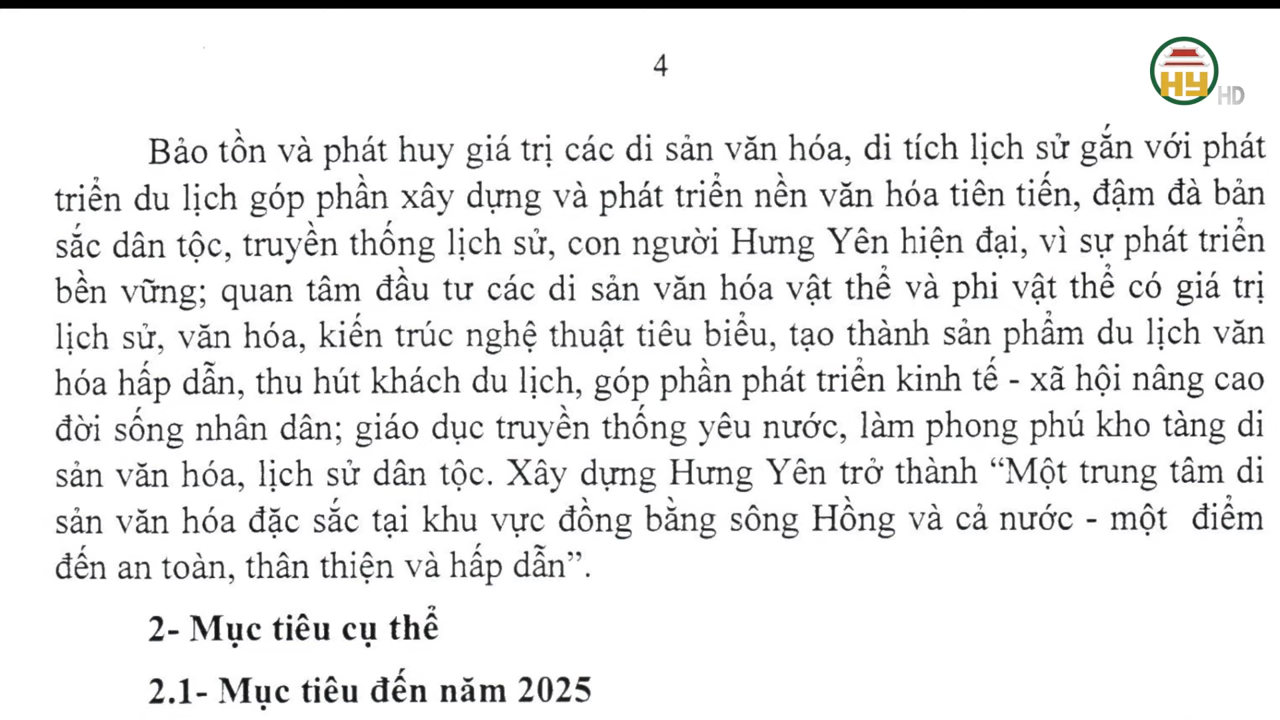 4
HY HD
Bảo tồn và phát huy giá trị các di sản văn hóa, di tích lịch sử gắn với phát
triển du lịch góp phần xây dựng và phát triển nền văn hóa tiên tiến, đậm đà bản
sắc dân tộc, truyền thống lịch sử, con người Hưng Yên hiện đại, vì sự phát triển
bền vững; quan tâm đầu tư các di sản văn hóa vật thể và phi vật thể có giá trị
lịch sử, văn hóa, kiến trúc nghệ thuật tiêu biểu, tạo thành sản phẩm du lịch văn
hóa hấp dẫn, thu hút khách du lịch, góp phần phát triển kinh tế - xã hội nâng cao
đời sống nhân dân; giáo dục truyền thống yêu nước, làm phong phú kho tàng di
sản văn hóa, lịch sử dân tộc. Xây dựng Hưng Yên trở thành “Một trung tâm di
sản văn hóa đặc sắc tại khu vực đồng bằng sông Hồng và cả nước - một điểm
đến an toàn, thân thiện và hấp dẫn”.
2- Mục tiêu cụ thể
2.1- Mục tiêu đến năm 2025